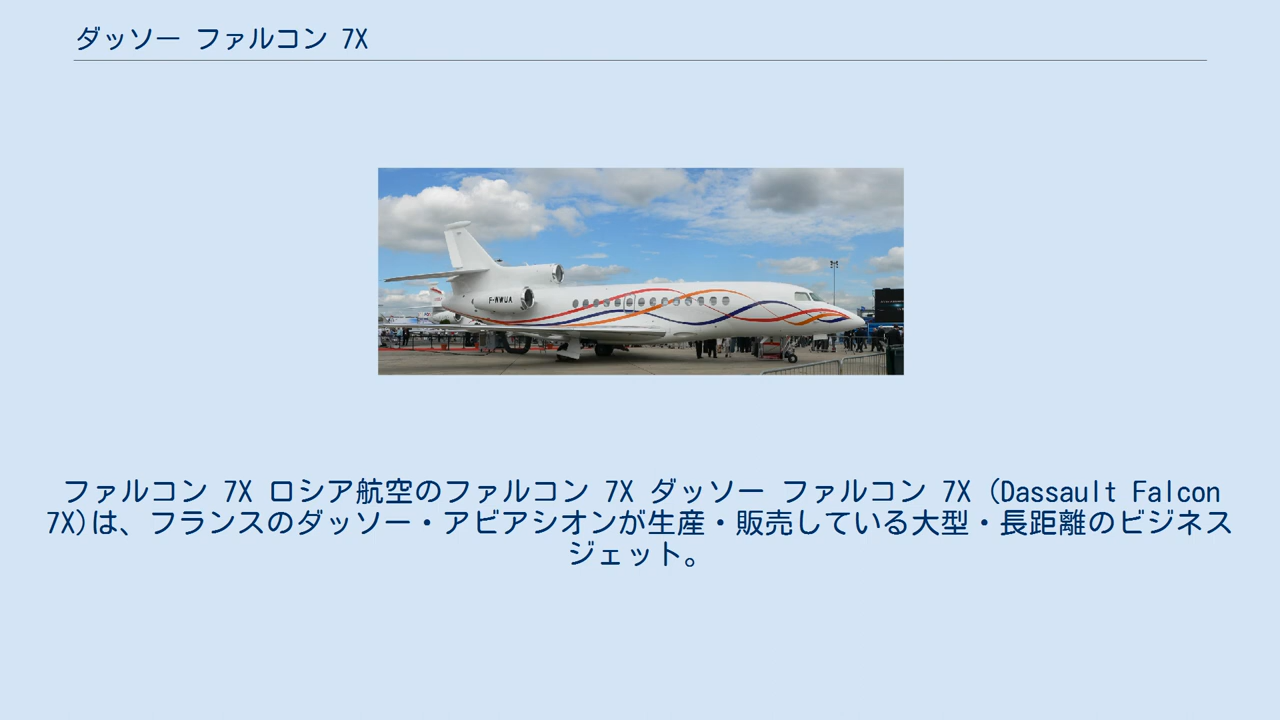 ダッソー ファルコン 7X
F-WWUA
ファルコン 7X ロシア航空のファルコン 7X ダッソー ファルコン 7X (Dassault Falcon
7X)は、フランスのダッソー・アビアシオンが生産・販売している大型・長距離のビジネス
ジェット。